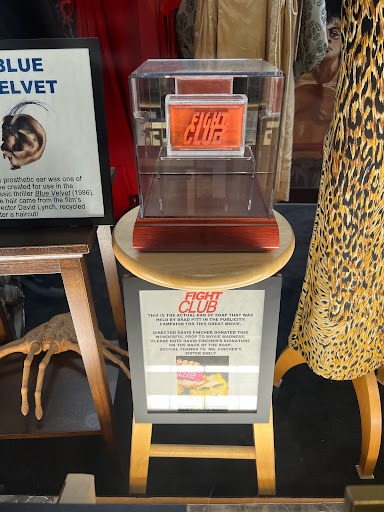 BLUE
VELVET
prosthetic ear was one of
created for use in the
thriller Blue Velvet (1986).
hair came from the film's
director David Lynch, recycled
after a haircut!
FIGHT
CLUB
FIGHT
CLUB
THIS IS THE ACTUAL BAR OF SOAP THAT WAS
HELD BY BRAD PITT IN THE PUBLICITY
CAMPAIGN FOR THIS GREAT MOVIE.
DIRECTOR DAVID FINCHER DONATED THIS
WONDERFUL PROP TO MOVIE MADNESS.
PLEASE NOTE DAVID FINCHER'S SIGNATURE
ON THE BACK OF THE SOAP.
SPECIAL THANKS TO MR. FINCHER'S
SISTER EMILY